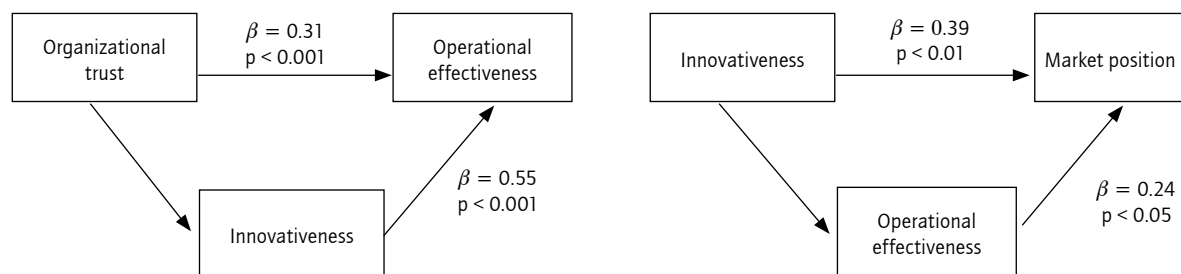 Organizational
trust
β = 0.31
p < 0.001
Operational
effectiveness
β = 0.55
p < 0.001
Innovativeness
Innovativeness
β = 0.39
p < 0.01
Market position
β = 0.24
p < 0.05
Operational
effectiveness